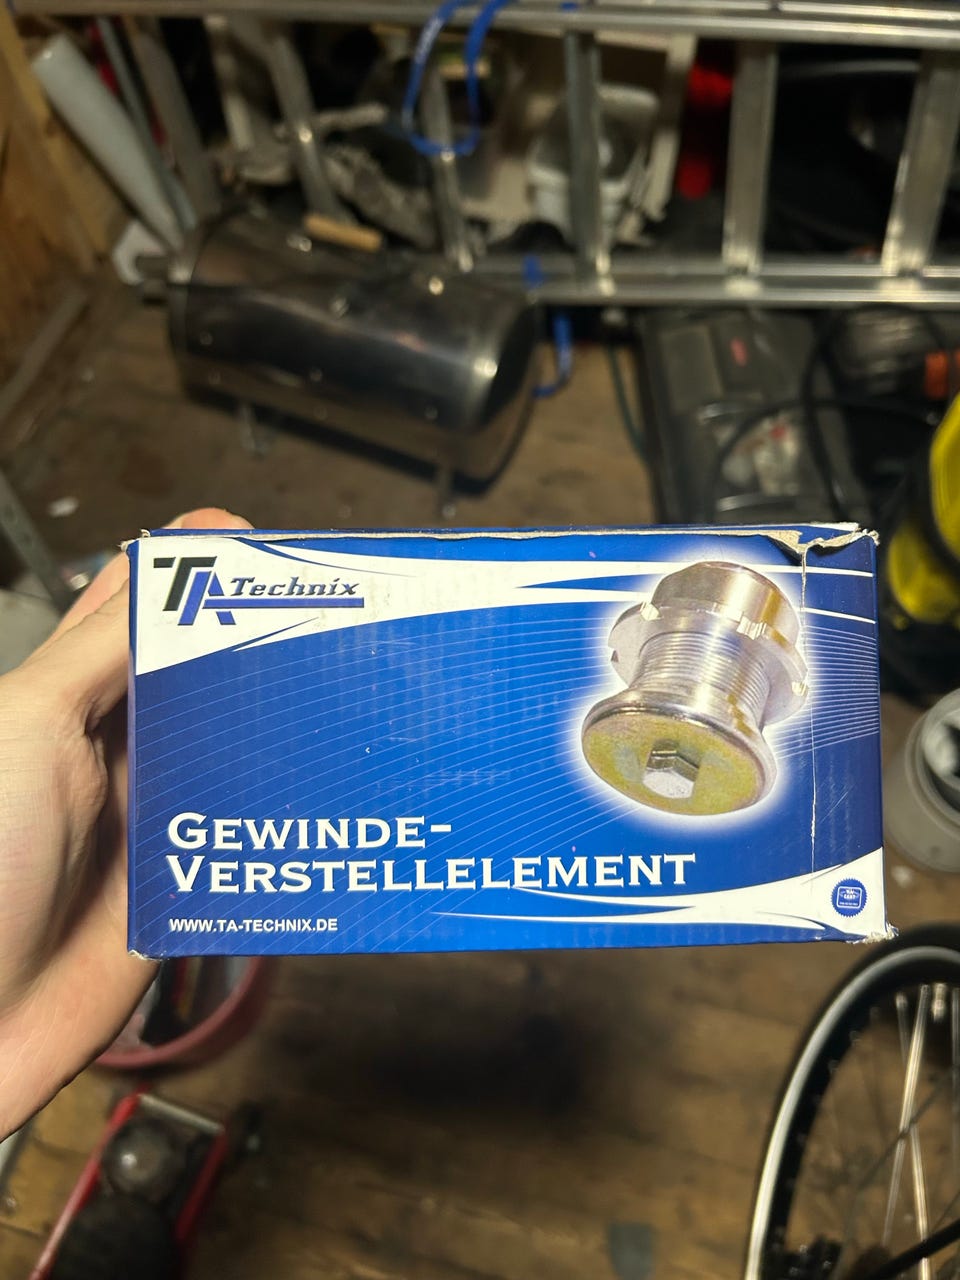 TA Technix
GEWINDE-
VERSTELLELEMENT
WWW.TA-TECHNIX.DE